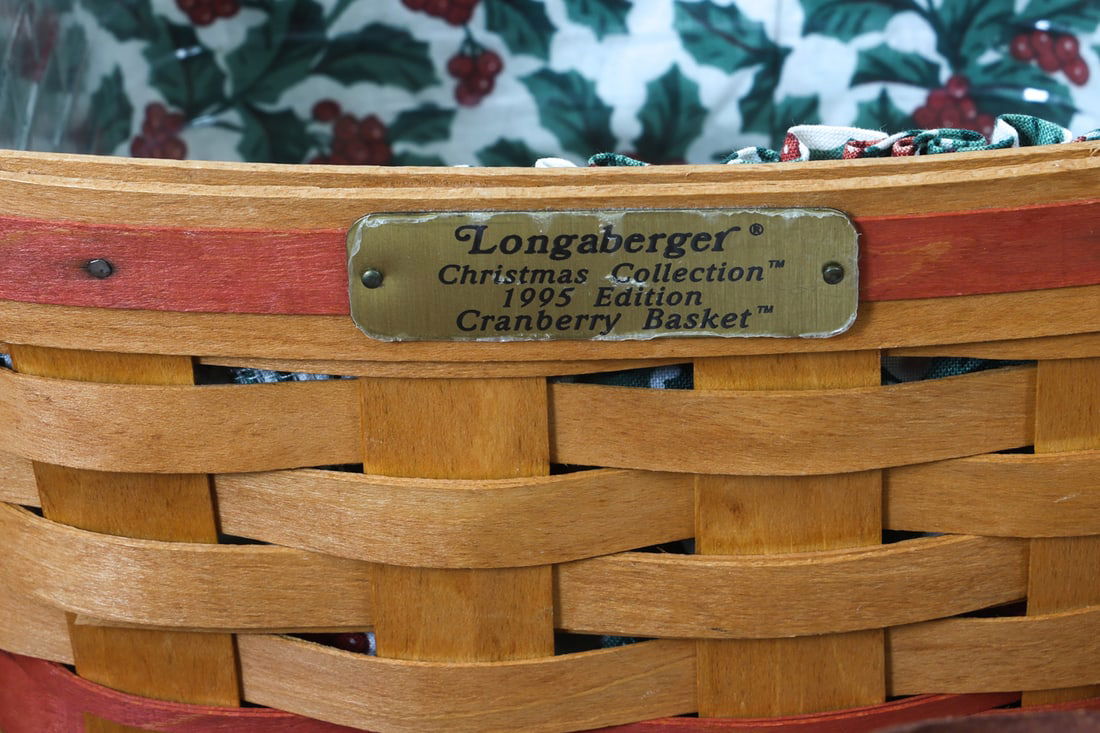 Longaberger®
Christmas Collection™
1995 Edition
Cranberry Basket™